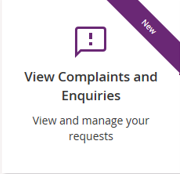 New
View Complaints and
Enquiries
View and manage your
requests